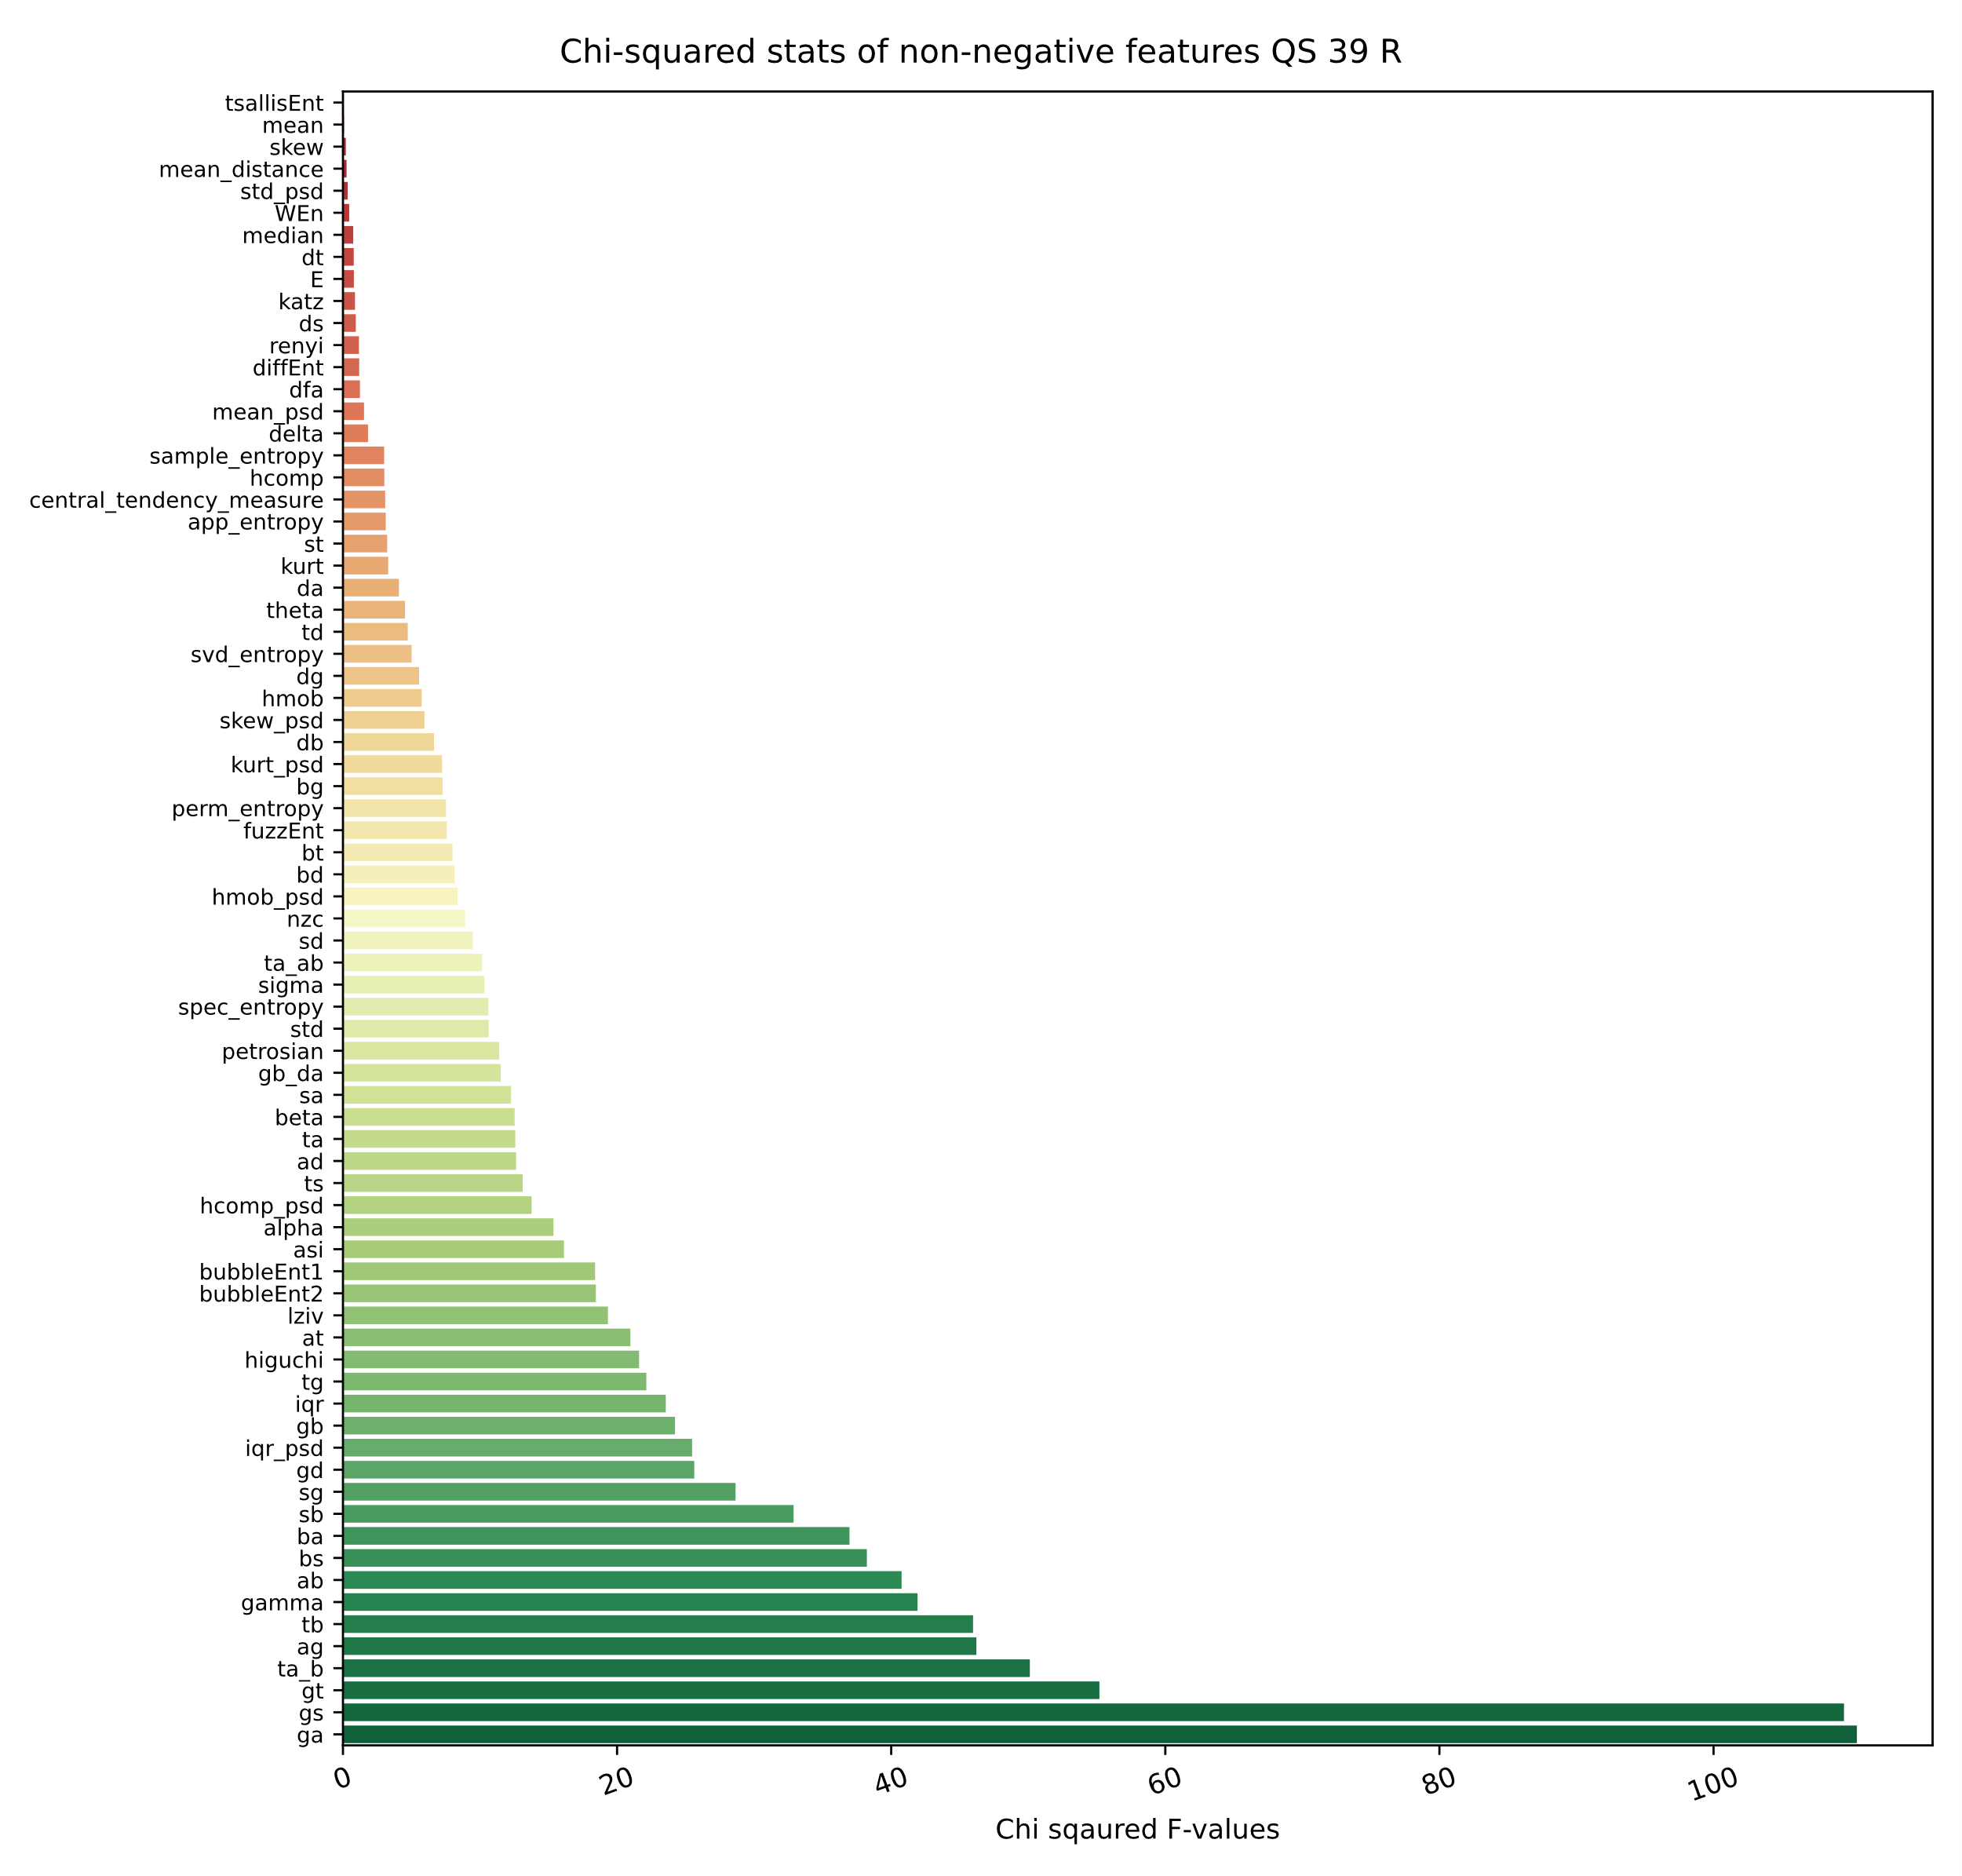 Chi-squared stats of non-negative features QS 39 R
tsallisEnt
mean
skew
mean_distance
std_psd
WEn
median
dt
E
katz
ds
renyi
diffEnt
dfa
mean_psd
delta
sample_entropy
hcomp
central_tendency_measure
app_entropy
st
kurt
da
theta
td
svd_entropy
dg
hmob
skew_psd
db
kurt_psd
bg
perm_entropy
fuzzEnt
bt
bd
hmob_psd
nzc
sd
ta_ab
sigma
spec_entropy
std
petrosian
gb_da
sa
beta
ta
ad
ts
hcomp_psd
alpha
asi
bubbleEnt1
bubbleEnt2
lziv
at
higuchi
tg
iqr
gb
iqr_psd
gd
sg
sb
ba
bs
ab
gamma
tb
ag
ta_b
gt
gs
ga
0 20 40 60 80 100
Chi sqaured F-values